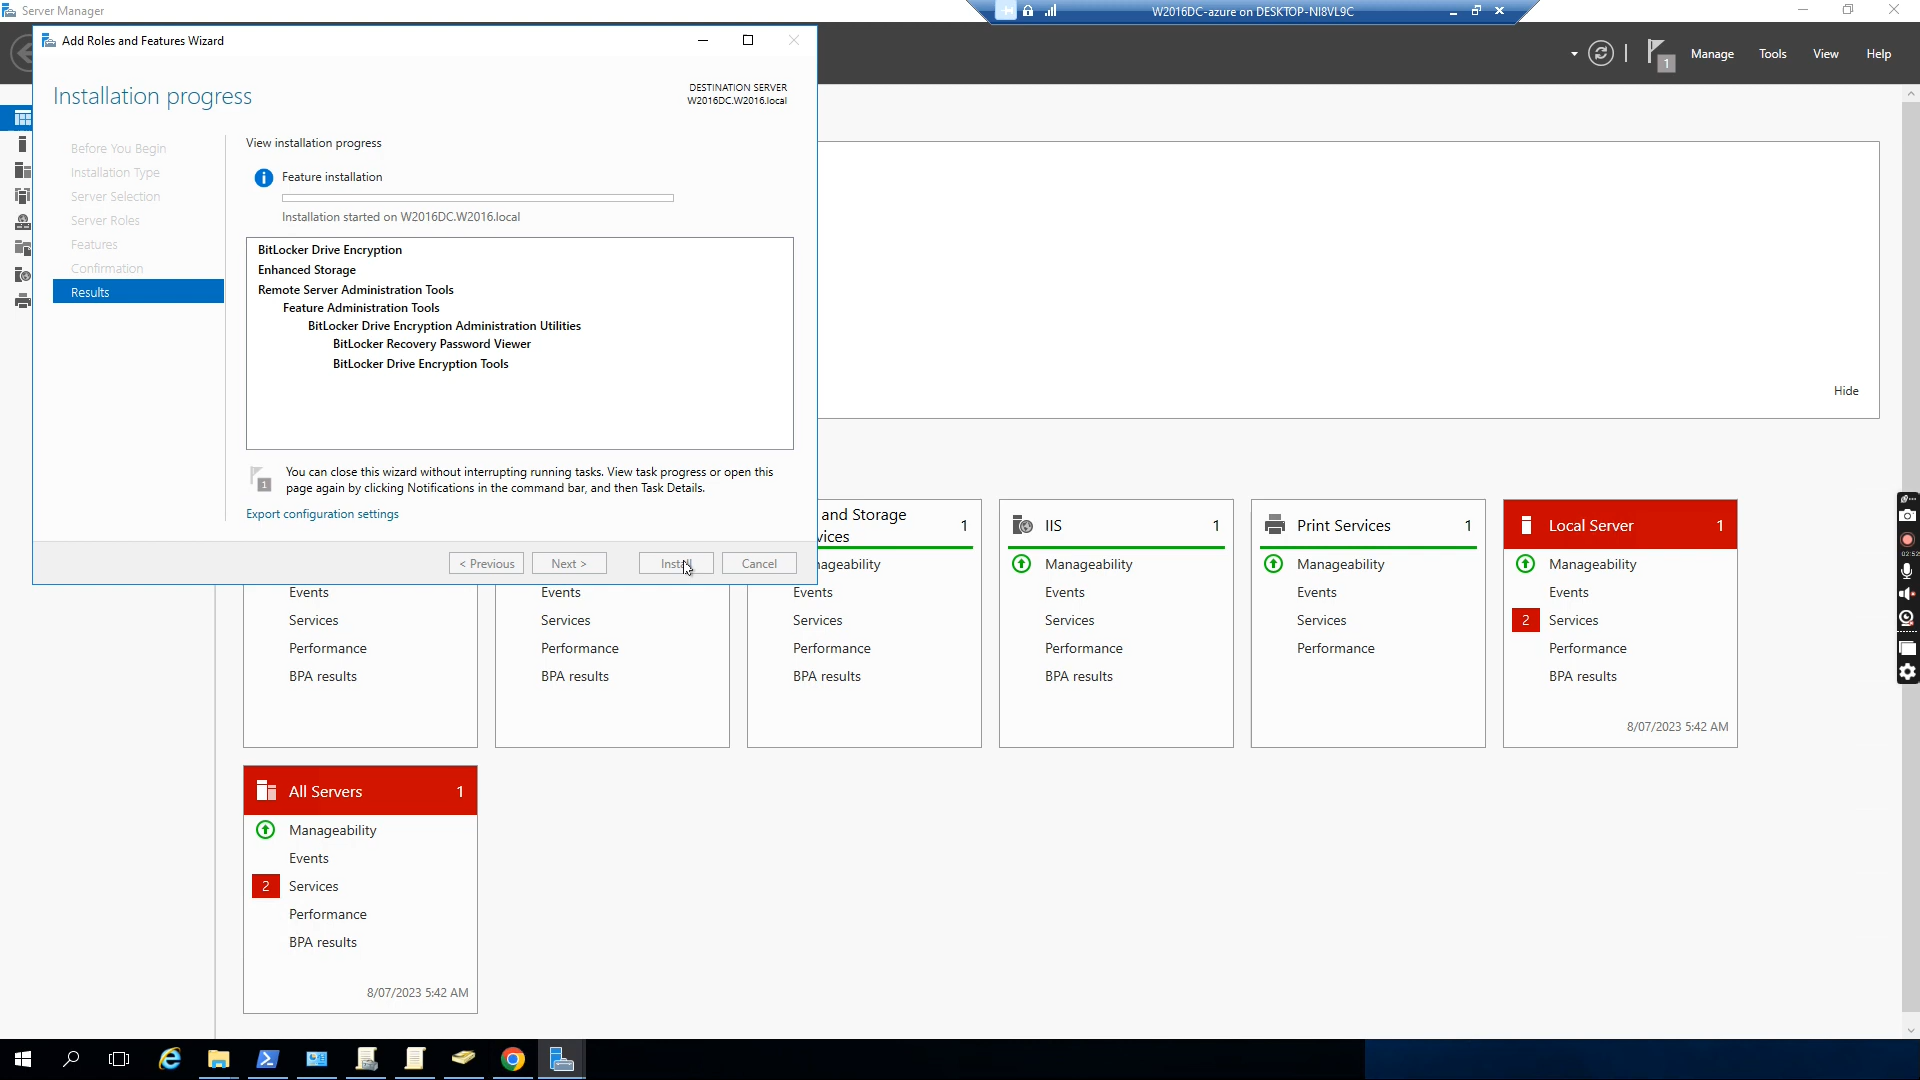 Server Manager
W2016DC-azure on DESKTOP-NI8VL9C
Add Roles and Features Wizard
1
Manage
Tools
View
Help
Installation progress
DESTINATION SERVER
W2016DC.W2016.local
Before You Begin
Installation Type
Server Selection
Server Roles
Features
Confirmation
Results
View installation progress
Feature installation
Installation started on W2016DC.W2016.local
BitLocker Drive Encryption
Enhanced Storage
Remote Server Administration Tools
Feature Administration Tools
BitLocker Drive Encryption Administration Utilities
BitLocker Recovery Password Viewer
BitLocker Drive Encryption Tools
1
You can close this wizard without interrupting running tasks. View task progress or open this
page again by clicking Notifications in the command bar, and then Task Details.
Export configuration settings
< Previous
Next >
Install
Cancel
Hide
Events
Services
Performance
BPA results
Events
Services
Performance
BPA results
and Storage
vices
1
nageability
Events
Services
Performance
BPA results
IIS
1
Manageability
Events
Services
Performance
BPA results
Print Services
1
Manageability
Events
Services
Performance
Local Server
1
Manageability
Events
2
Services
Performance
BPA results
8/07/2023 5:42 AM
All Servers
1
Manageability
Events
2
Services
Performance
BPA results
8/07/2023 5:42 AM